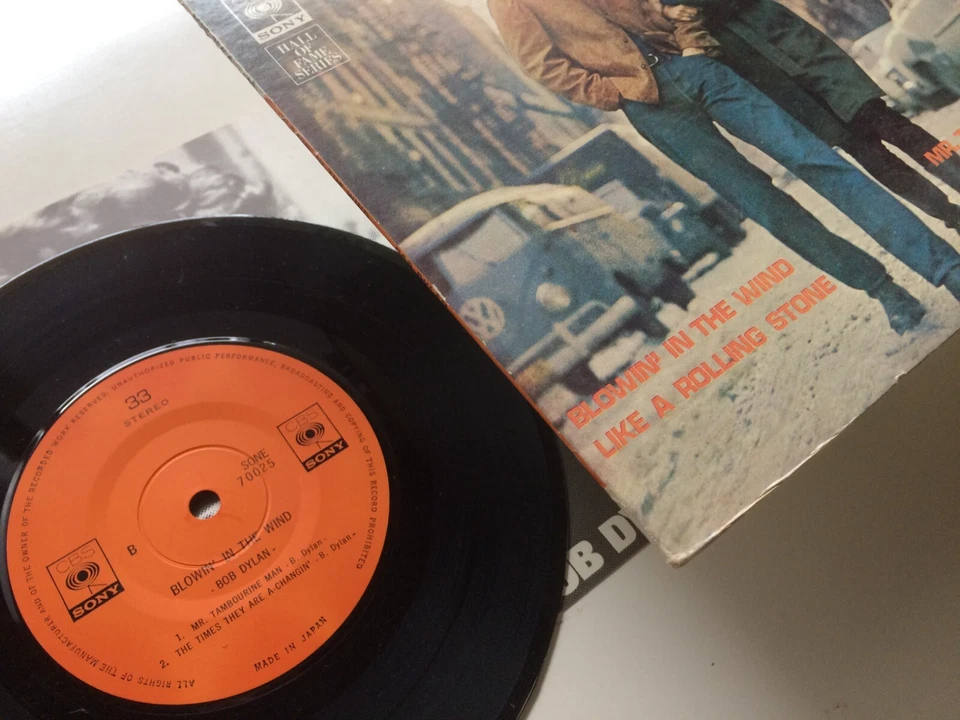 SONY
HALL
OF
FAME
SERIES
BLOWIN' IN THE WIND
LIKE A ROLLING STONE
ALL RIGHTS OF THE MANUFACTURER AND OF THE OWNER OF THE RECORDED WORK RESERVED. UNAUTHORIZED PUBLIC PERFORMANCE, BROADCASTING AND COPYING OF THIS RECORD PROHIBITED
33
STEREO
CBS
SONY
SONE
70025
B
CBS
SONY
BLOWIN' IN THE WIND
· BOB DYLAN ·
1. MR. TAMBOURINE MAN · B. Dylan ·
2. THE TIMES THEY ARE A-CHANGIN' · B. Dylan ·
MADE IN JAPAN